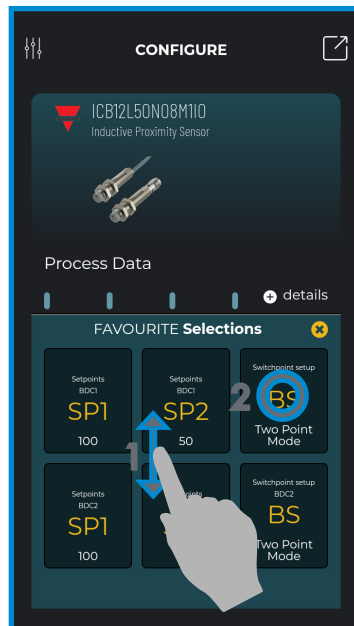 CONFIGURE
ICB12L50N08M1IO
Inductive Proximity Sensor
Process Data
details
FAVOURITE Selections
Setpoints
BDC1
SP1
100
Setpoints
BDC1
SP2
50
Switchpoint setup
BS
Two Point
Mode
1
2
Setpoints
BDC2
SP1
100
Switchpoint setup
BDC2
BS
Two Point
Mode